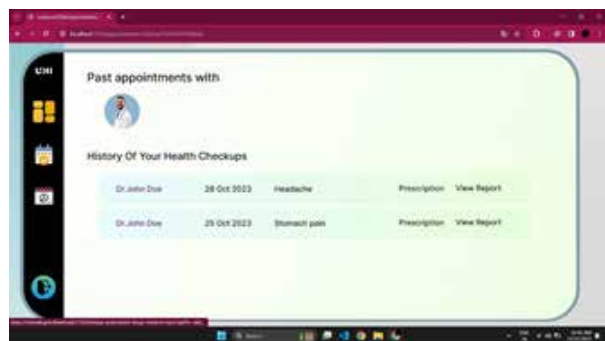 UHI
Past appointments with
History Of Your Health Checkups
Dr. John Doe 28 Oct 2023 Headache Prescription View Report
Dr. John Doe 25 Oct 2023 Stomach pain Prescription View Report